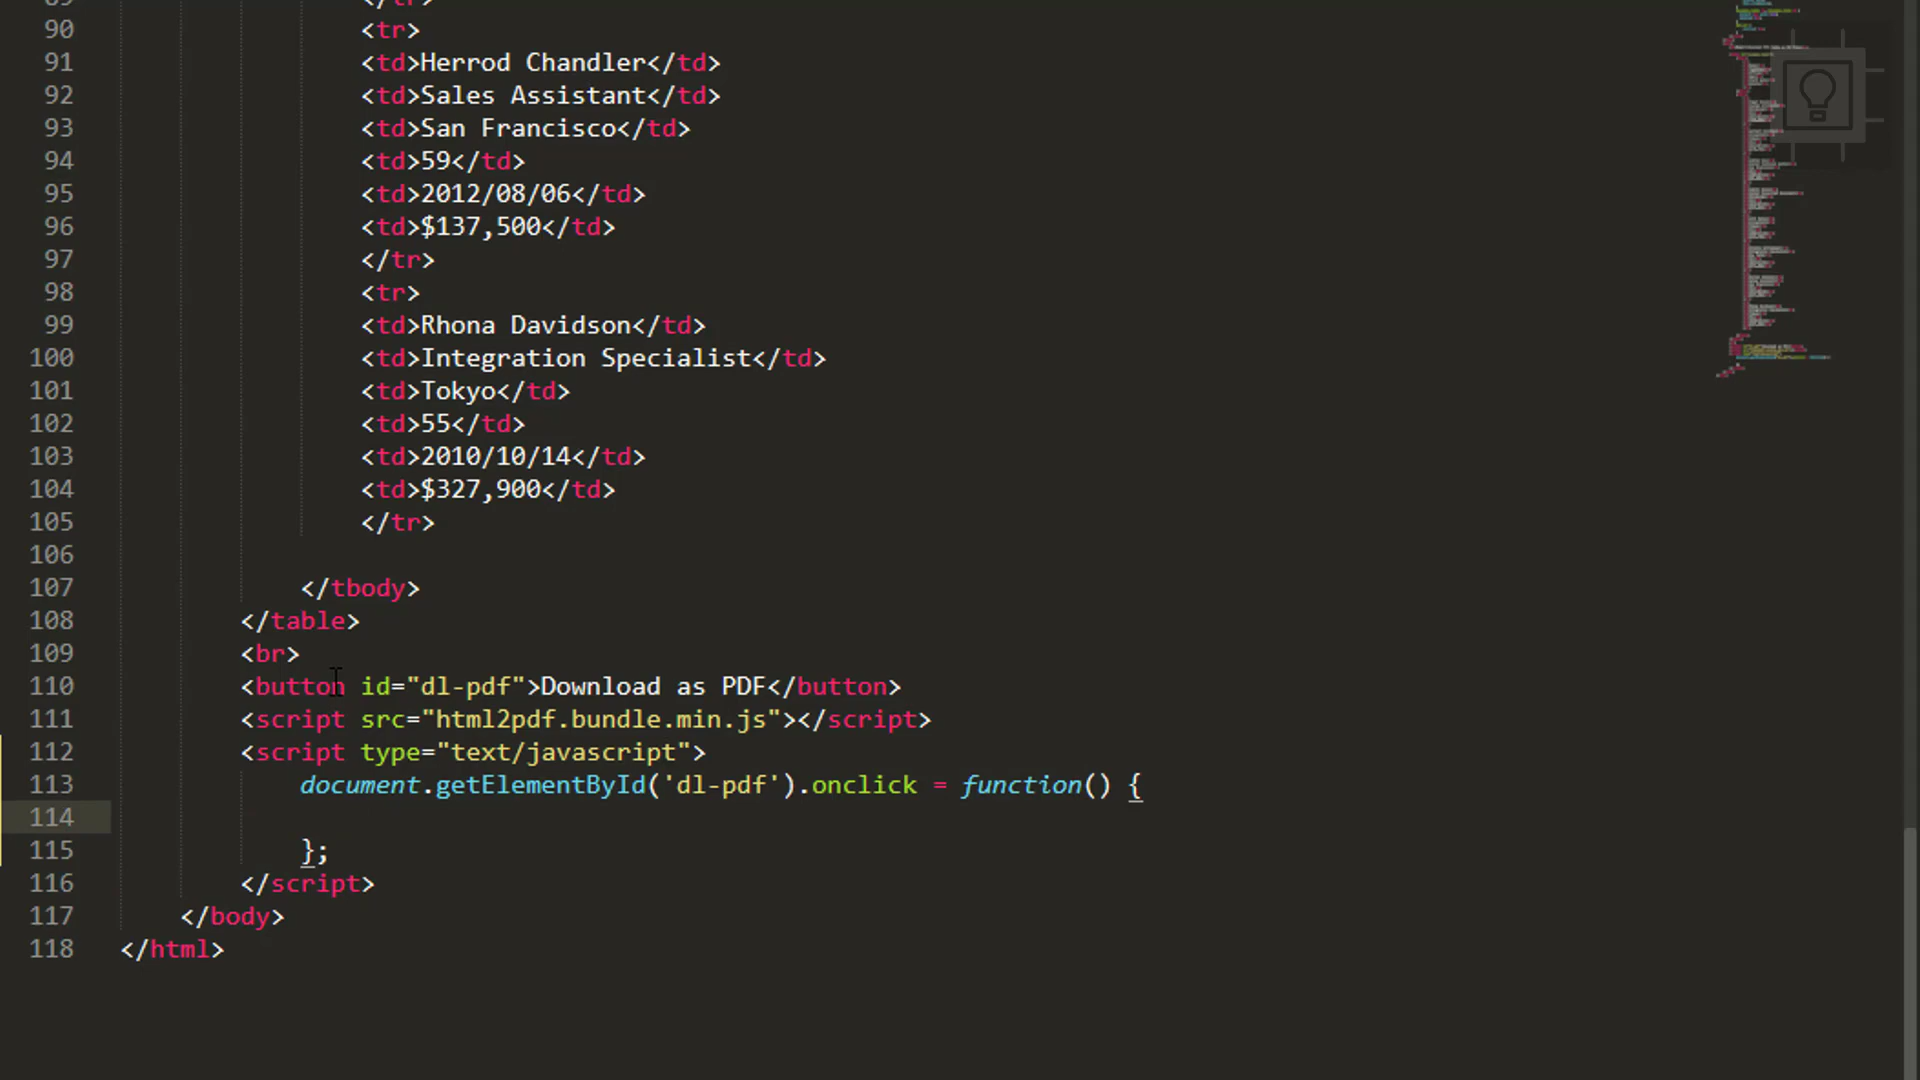 89 </tr>
90 <tr>
91 <td>Herrod Chandler</td>
92 <td>Sales Assistant</td>
93 <td>San Francisco</td>
94 <td>59</td>
95 <td>2012/08/06</td>
96 <td>$137,500</td>
97 </tr>
98 <tr>
99 <td>Rhona Davidson</td>
100 <td>Integration Specialist</td>
101 <td>Tokyo</td>
102 <td>55</td>
103 <td>2010/10/14</td>
104 <td>$327,900</td>
105 </tr>
106
107 </tbody>
108 </table>
109 <br>
110 <button id="dl-pdf">Download as PDF</button>
111 <script src="html2pdf.bundle.min.js"></script>
112 <script type="text/javascript">
113 document.getElementById('dl-pdf').onclick = function() {
114
115 };
116 </script>
117 </body>
118 </html>